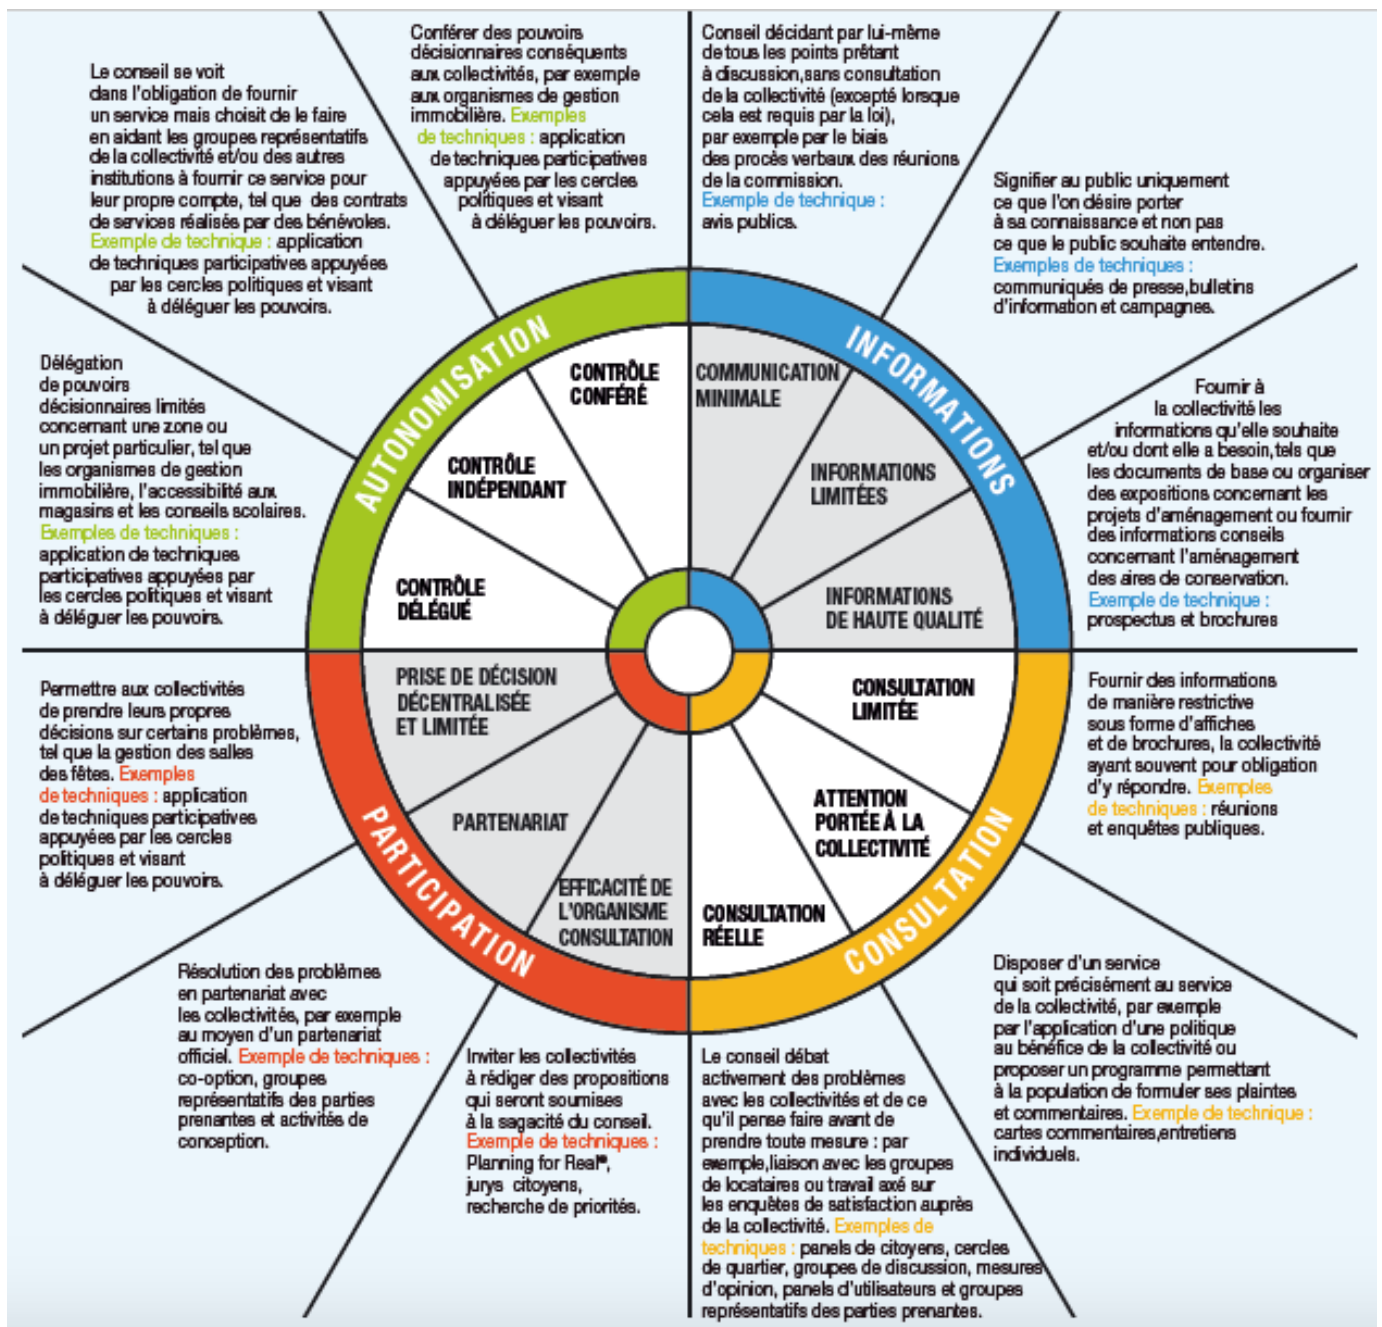 Conseil décidant par lui-même
de tous les points prêtant
à discussion,sans consultation
de la collectivité (excepté lorsque
cela est requis par la loi),
par exemple par le biais
des procès verbaux des réunions
de la commission.
Exemple de technique :
avis publics.
Signifier au public uniquement
ce que l'on désire porter
à sa connaissance et non pas
ce que le public souhaite entendre.
Exemples de techniques :
communiqués de presse,bulletins
d'information et campagnes.
Fournir à
la collectivité les
informations qu'elle souhaite
et/ou dont elle a besoin,tels que
les documents de base ou organiser
des expositions concernant les
projets d'aménagement ou fournir
des informations conseils
concernant l'aménagement
des aires de conservation.
Exemple de technique :
prospectus et brochures
Fournir des informations
de manière restrictive
sous forme d'affiches
et de brochures, la collectivité
ayant souvent pour obligation
d'y répondre. Exemples
de techniques : réunions
et enquêtes publiques.
Disposer d'un service
qui soit précisément au service
de la collectivité, par exemple
par l'application d'une politique
au bénéfice de la collectivité ou
proposer un programme permettant
à la population de formuler ses plaintes
et commentaires. Exemple de technique :
cartes commentaires,entretiens
individuels.
Le conseil débat
activement des problèmes
avec les collectivités et de ce
qu'il pense faire avant de
prendre toute mesure : par
exemple,liaison avec les groupes
de locataires ou travail axé sur
les enquêtes de satisfaction auprès
de la collectivité. Exemples de
techniques : panels de citoyens, cercles
de quartier, groupes de discussion, mesures
d'opinion, panels d'utilisateurs et groupes
représentatifs des parties prenantes.
Inviter les collectivités
à rédiger des propositions
qui seront soumises
à la sagacité du conseil.
Exemple de techniques :
Planning for Real®,
jurys citoyens,
recherche de priorités.
Résolution des problèmes
en partenariat avec
les collectivités, par exemple
au moyen d'un partenariat
officiel. Exemple de techniques :
co-option, groupes
représentatifs des parties
prenantes et activités de
conception.
Permettre aux collectivités
de prendre leurs propres
décisions sur certains problèmes,
tel que la gestion des salles
des fêtes. Exemples
de techniques : application
de techniques participatives
appuyées par les cercles
politiques et visant
à déléguer les pouvoirs.
Délégation
de pouvoirs
décisionnaires limités
concernant une zone ou
un projet particulier, tel que
les organismes de gestion
immobilière, l'accessibilité aux
magasins et les conseils scolaires.
Exemples de techniques :
application de techniques
participatives appuyées par
les cercles politiques et visant
à déléguer les pouvoirs.
Le conseil se voit
dans l'obligation de fournir
un service mais choisit de le faire
en aidant les groupes représentatifs
de la collectivité et/ou des autres
institutions à fournir ce service pour
leur propre compte, tel que des contrats
de services réalisés par des bénévoles.
Exemple de technique : application
de techniques participatives appuyées
par les cercles politiques et visant
à déléguer les pouvoirs.
Conférer des pouvoirs
décisionnaires conséquents
aux collectivités, par exemple
aux organismes de gestion
immobilière. Exemples
de techniques : application
de techniques participatives
appuyées par les cercles
politiques et visant
à déléguer les pouvoirs.
INFORMATIONS
COMMUNICATION
MINIMALE
INFORMATIONS
LIMITÉES
INFORMATIONS
DE HAUTE QUALITÉ
CONSULTATION
CONSULTATION
LIMITÉE
ATTENTION
PORTÉE À LA
COLLECTIVITÉ
CONSULTATION
RÉELLE
PARTICIPATION
EFFICACITÉ DE
L'ORGANISME
CONSULTATION
PARTENARIAT
PRISE DE DÉCISION
DÉCENTRALISÉE
ET LIMITÉE
AUTONOMISATION
CONTRÔLE
DÉLÉGUÉ
CONTRÔLE
INDÉPENDANT
CONTRÔLE
CONFÉRÉ